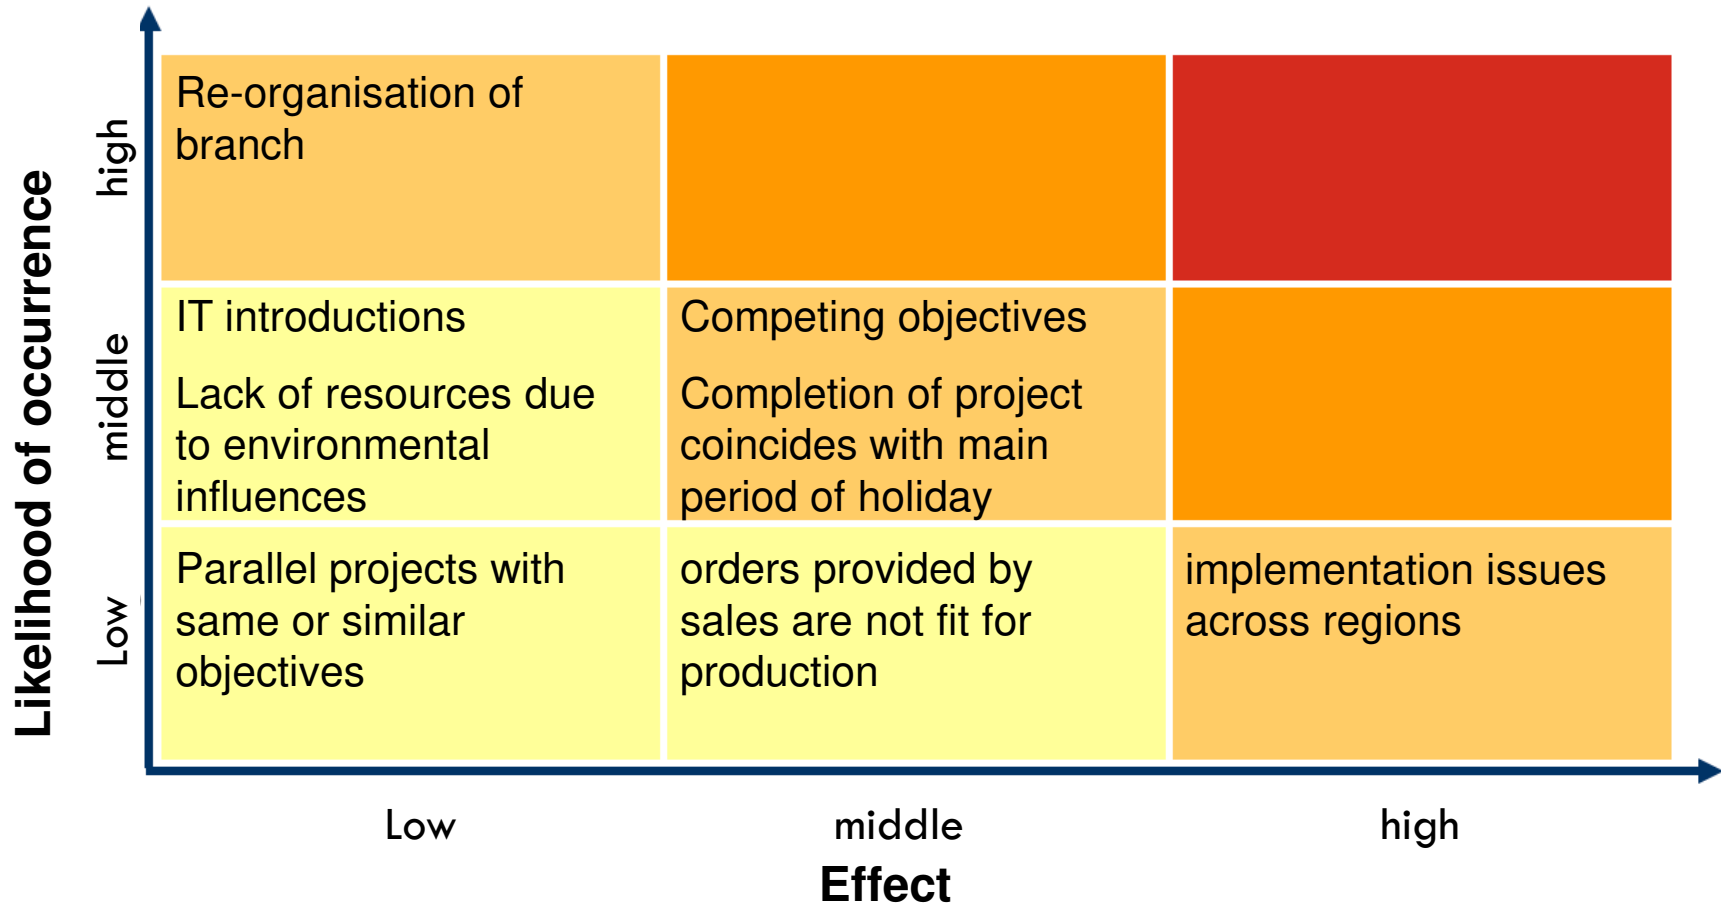 Likelihood of occurrence
high
middle
Low
Re-organisation of
branch
IT introductions
Lack of resources due
to environmental
influences
Competing objectives
Completion of project
coincides with main
period of holiday
Parallel projects with
same or similar
objectives
orders provided by
sales are not fit for
production
implementation issues
across regions
Low
middle
high
Effect